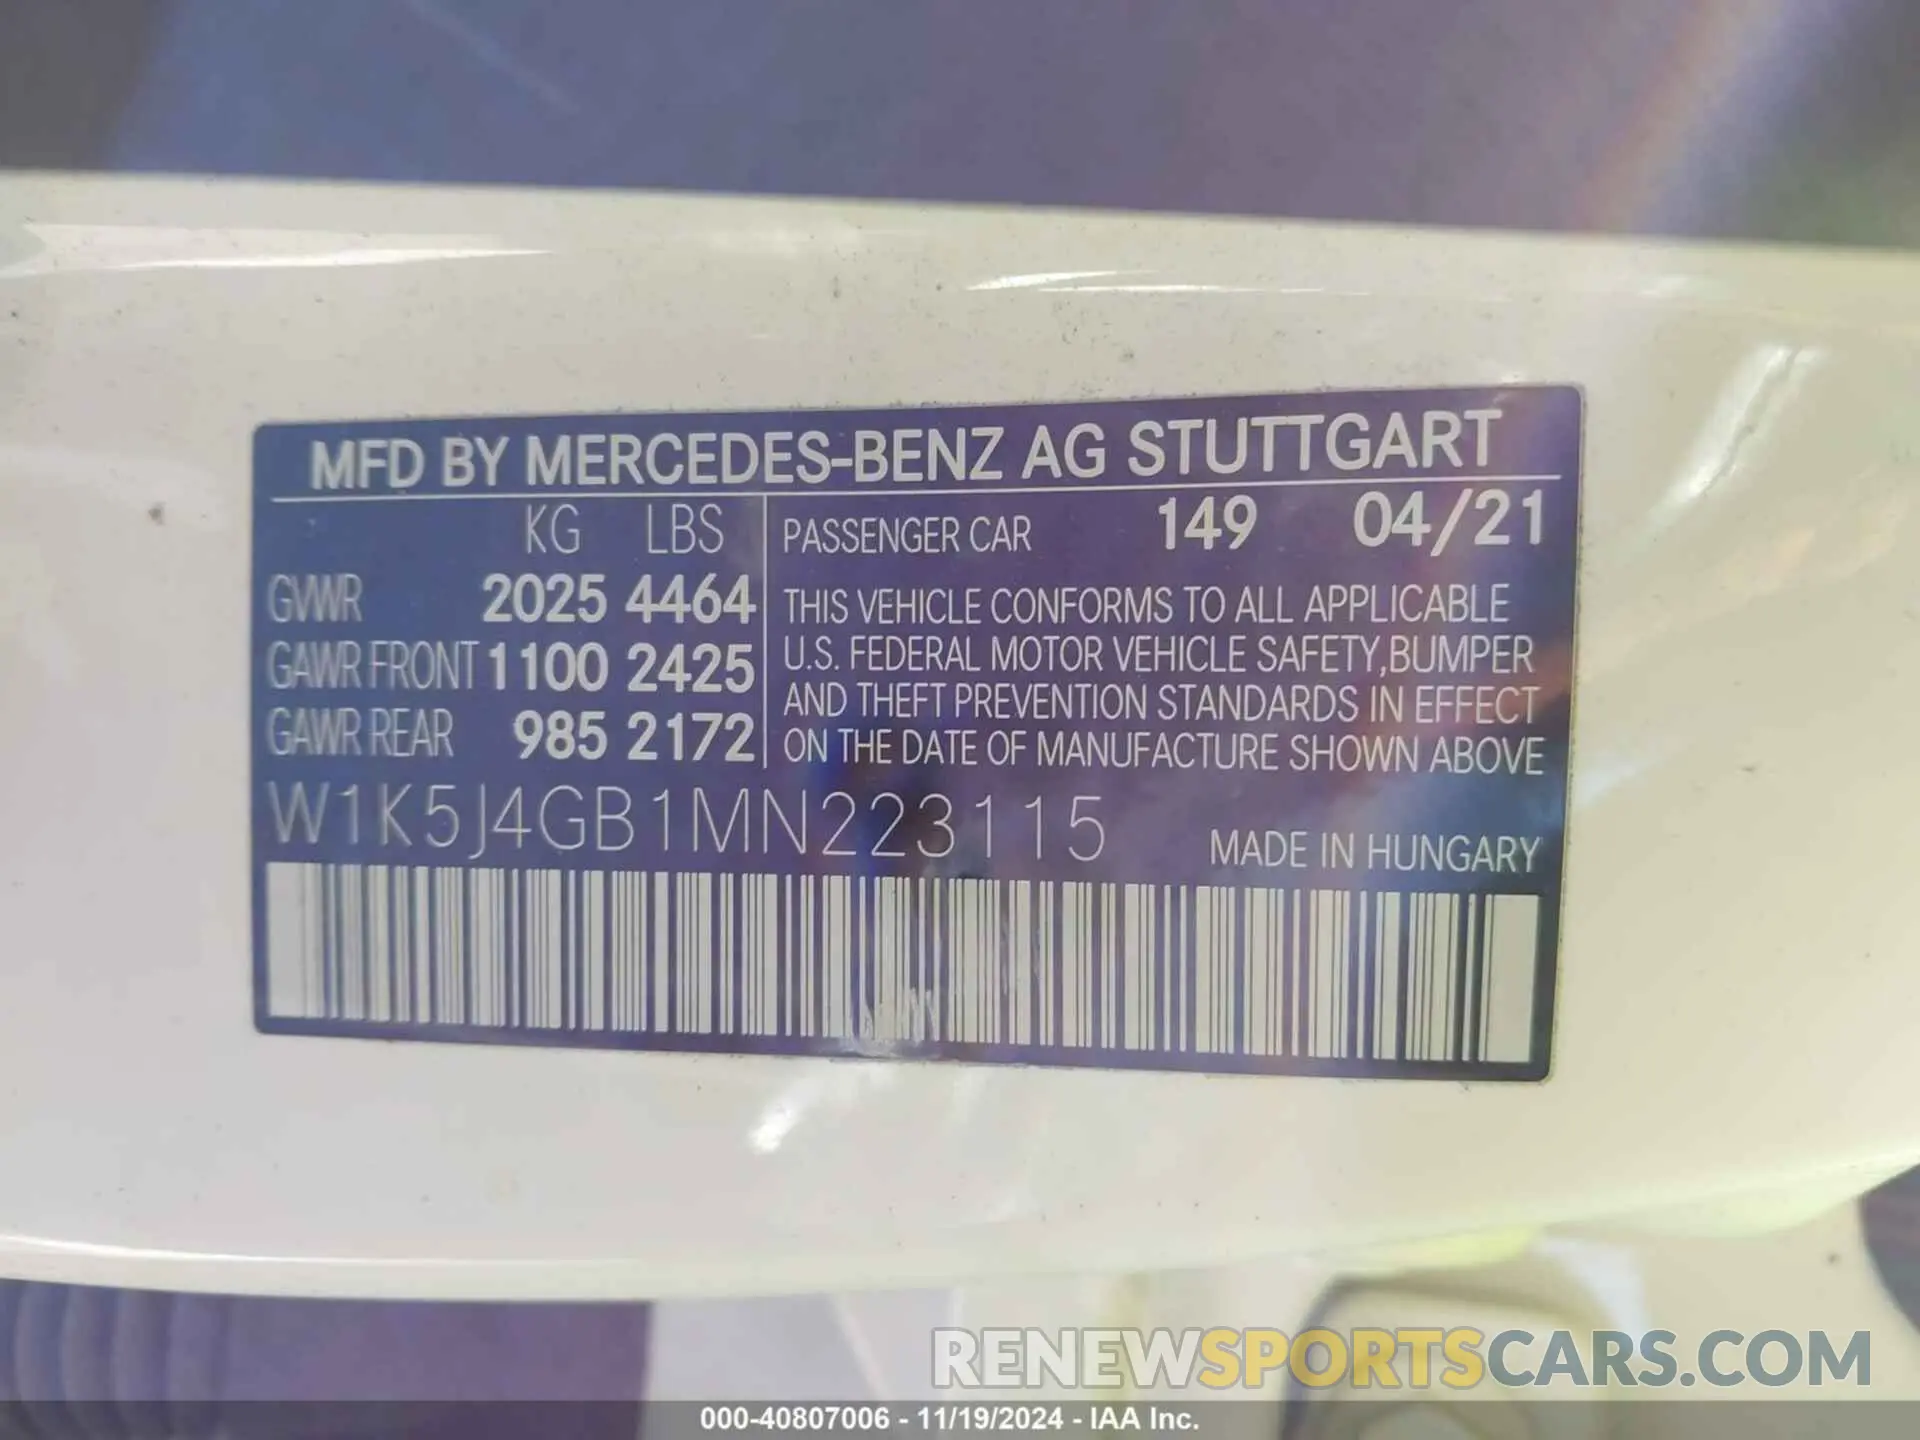 MFD BY MERCEDES-BENZ AG STUTTGART
KG LBS
GVWR 2025 4464
GAWR FRONT 1100 2425
GAWR REAR 985 2172
PASSENGER CAR 149 04/21
THIS VEHICLE CONFORMS TO ALL APPLICABLE
U.S. FEDERAL MOTOR VEHICLE SAFETY,BUMPER
AND THEFT PREVENTION STANDARDS IN EFFECT
ON THE DATE OF MANUFACTURE SHOWN ABOVE
W1K5J4GB1MN223115
MADE IN HUNGARY
RENEWSPORTSCARS.COM
000-40807006 - 11/19/2024 - IAA Inc.